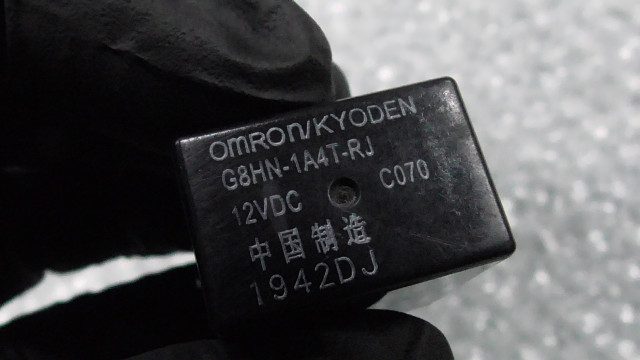 OMRON/KYODEN
G8HN-1A4T-RJ
12VDC C070
中国制造
1942DJ